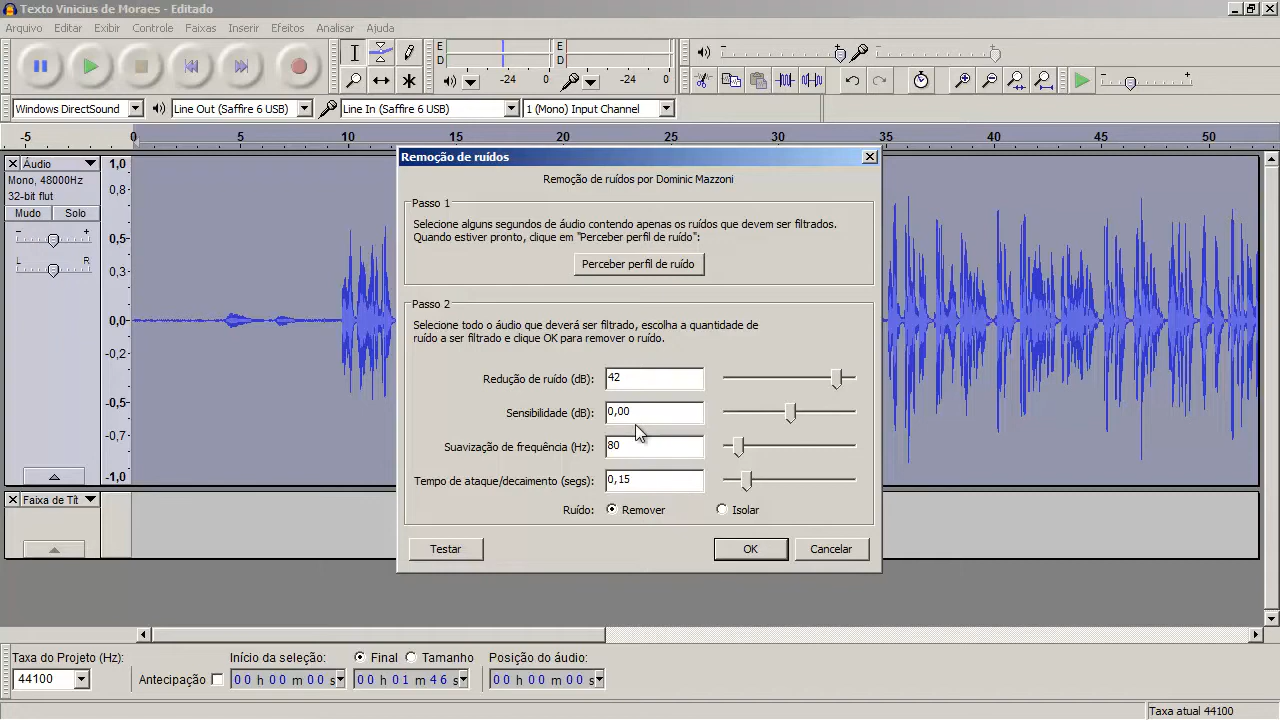 Texto Vinicius de Moraes - Editado
Arquivo Editar Exibir Controle Faixas Inserir Efeitos Analisar Ajuda
E
D
-24 0
E
D
-24 0
Windows DirectSound
Line Out (Saffire 6 USB)
Line In (Saffire 6 USB)
1 (Mono) Input Channel
-5 0 5 10 15 20 25 30 35 40 45 50
Áudio
Mono, 48000Hz
32-bit flut
Mudo Solo
- +
L R
1,0
0,8
0,5
0,3
0,0
-0,2
-0,5
-0,7
-1,0
Faixa de Tít
Remoção de ruídos
Remoção de ruídos por Dominic Mazzoni
Passo 1
Selecione alguns segundos de áudio contendo apenas os ruídos que devem ser filtrados.
Quando estiver pronto, clique em "Perceber perfil de ruído":
Perceber perfil de ruído
Passo 2
Selecione todo o áudio que deverá ser filtrado, escolha a quantidade de
ruído a ser filtrado e clique OK para remover o ruído.
Redução de ruído (dB): 42
Sensibilidade (dB): 0,00
Suavização de frequência (Hz): 80
Tempo de ataque/decaimento (segs): 0,15
Ruído: Remover Isolar
Testar OK Cancelar
Taxa do Projeto (Hz):
44100
Antecipação
Início da seleção:
00 h 00 m 00 s
Final Tamanho
00 h 01 m 46 s
Posição do áudio:
00 h 00 m 00 s
Taxa atual 44100